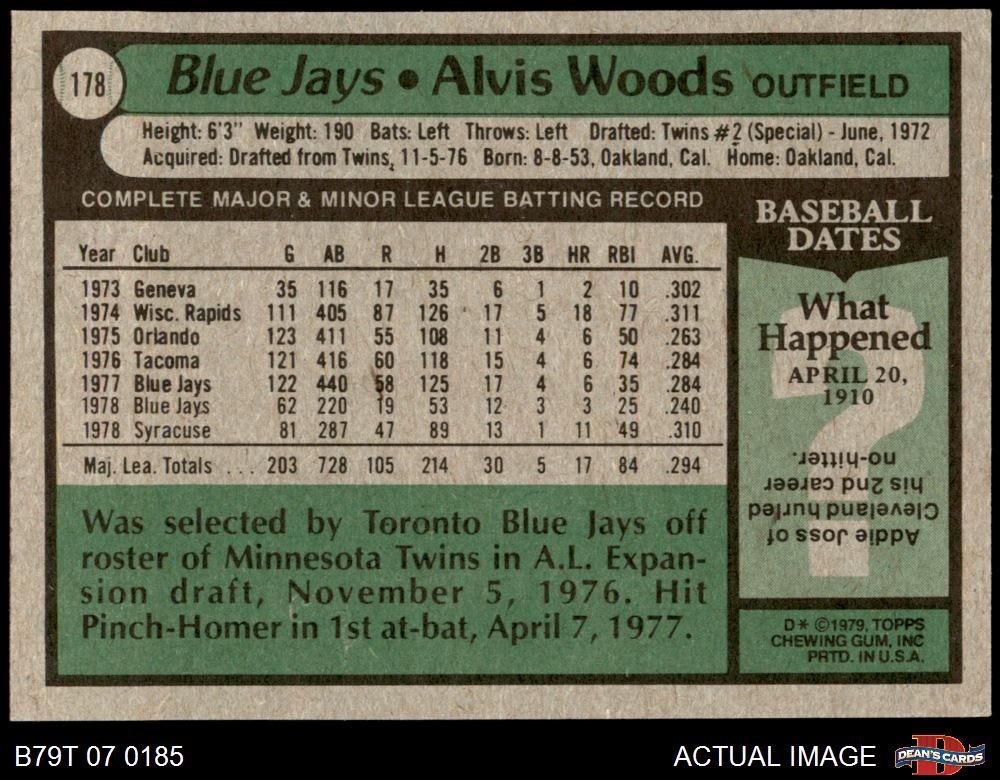 178
Blue Jays • Alvis Woods OUTFIELD
Height: 6'3" Weight: 190 Bats: Left Throws: Left Drafted: Twins #2 (Special) - June, 1972
Acquired: Drafted from Twins, 11-5-76 Born: 8-8-53, Oakland, Cal. Home: Oakland, Cal.
COMPLETE MAJOR & MINOR LEAGUE BATTING RECORD
Year Club G AB R H 2B 3B HR RBI AVG.
1973 Geneva 35 116 17 35 6 1 2 10 .302
1974 Wisc. Rapids 111 405 87 126 17 5 18 77 .311
1975 Orlando 123 411 55 108 11 4 6 50 .263
1976 Tacoma 121 416 60 118 15 4 6 74 .284
1977 Blue Jays 122 440 58 125 17 4 6 35 .284
1978 Blue Jays 62 220 19 53 12 3 3 25 .240
1978 Syracuse 81 287 47 89 13 1 11 49 .310
Maj. Lea. Totals ... 203 728 105 214 30 5 17 84 .294
Was selected by Toronto Blue Jays off
roster of Minnesota Twins in A.L. Expan-
sion draft, November 5, 1976. Hit
Pinch-Homer in 1st at-bat, April 7, 1977.
BASEBALL
DATES
What
Happened
APRIL 20,
1910
?
Addie Joss of
Cleveland hurled
his 2nd career
no-hitter.
D* ©1979, TOPPS
CHEWING GUM, INC
PRTD. IN U.S.A.
B79T 07 0185
ACTUAL IMAGE
D
DEAN'S CARDS